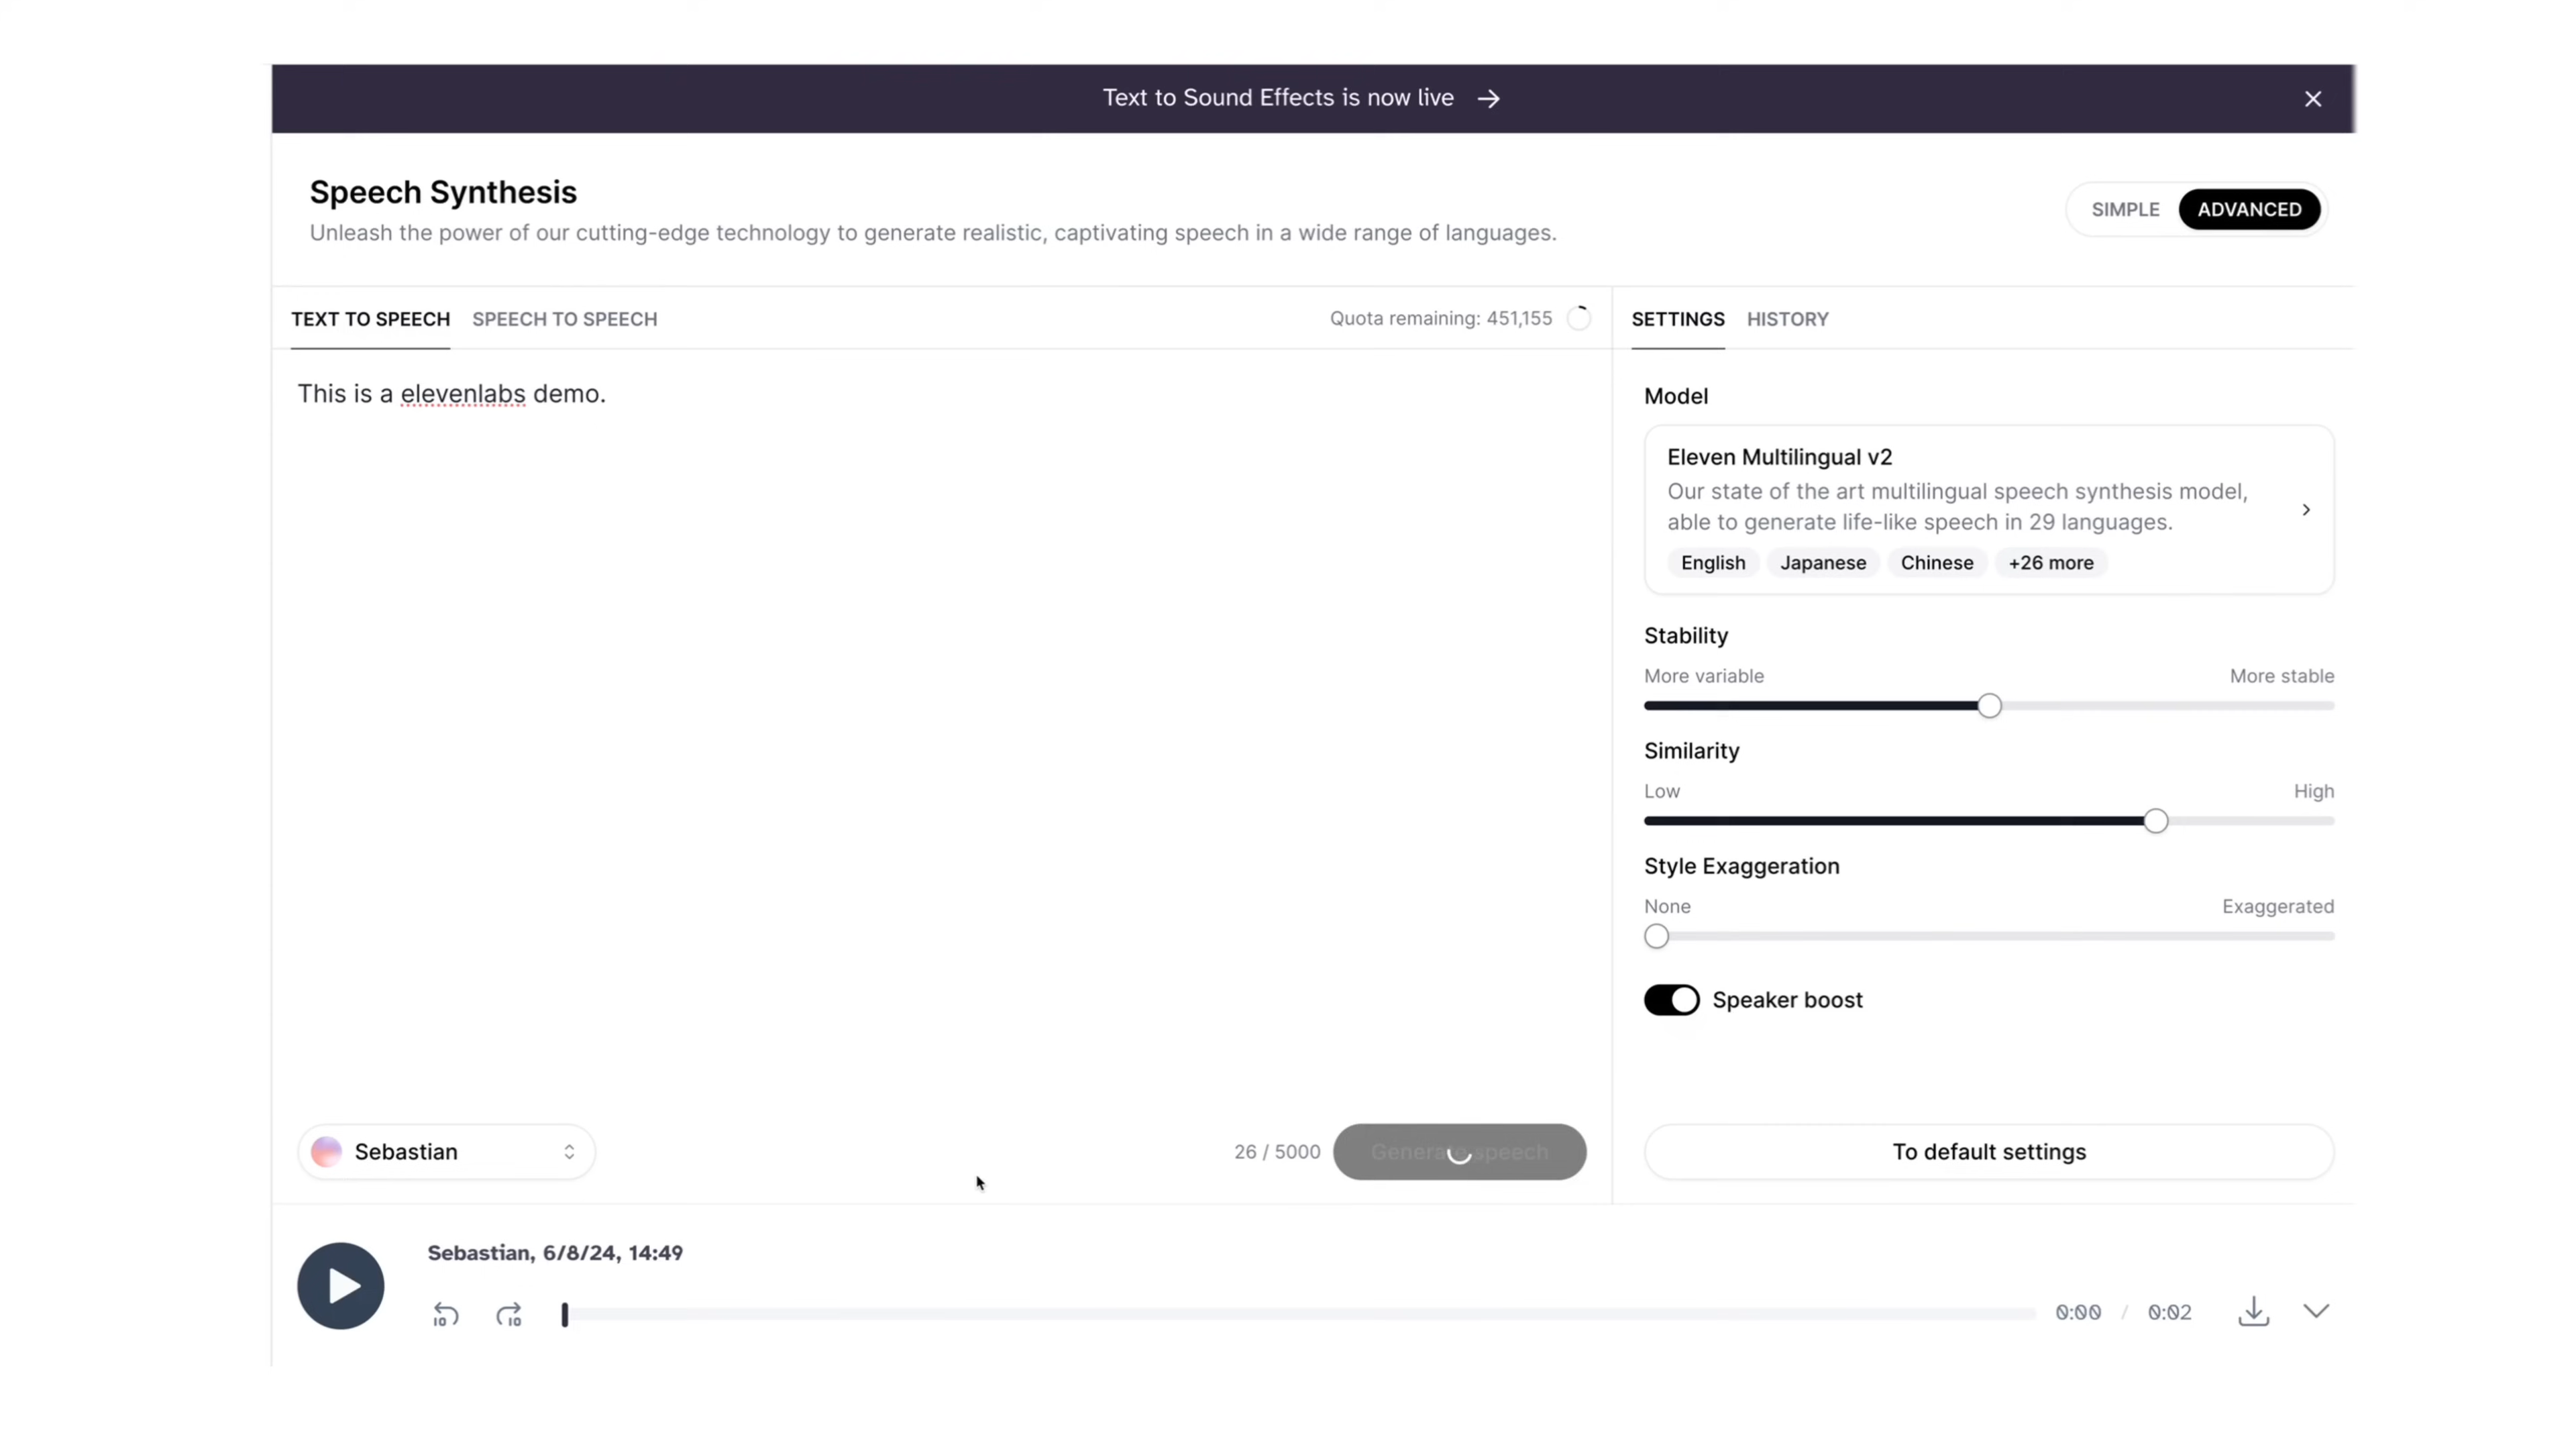 Text to Sound Effects is now live →
Speech Synthesis
Unleash the power of our cutting-edge technology to generate realistic, captivating speech in a wide range of languages.
SIMPLE ADVANCED
TEXT TO SPEECH SPEECH TO SPEECH Quota remaining: 451,155
This is a elevenlabs demo.
Sebastian 26 / 5000 Generate speech
SETTINGS HISTORY
Model
Eleven Multilingual v2
Our state of the art multilingual speech synthesis model,
able to generate life-like speech in 29 languages.
English Japanese Chinese +26 more
Stability
More variable More stable
Similarity
Low High
Style Exaggeration
None Exaggerated
Speaker boost
To default settings
Sebastian, 6/8/24, 14:49
10 10 0:00 / 0:02